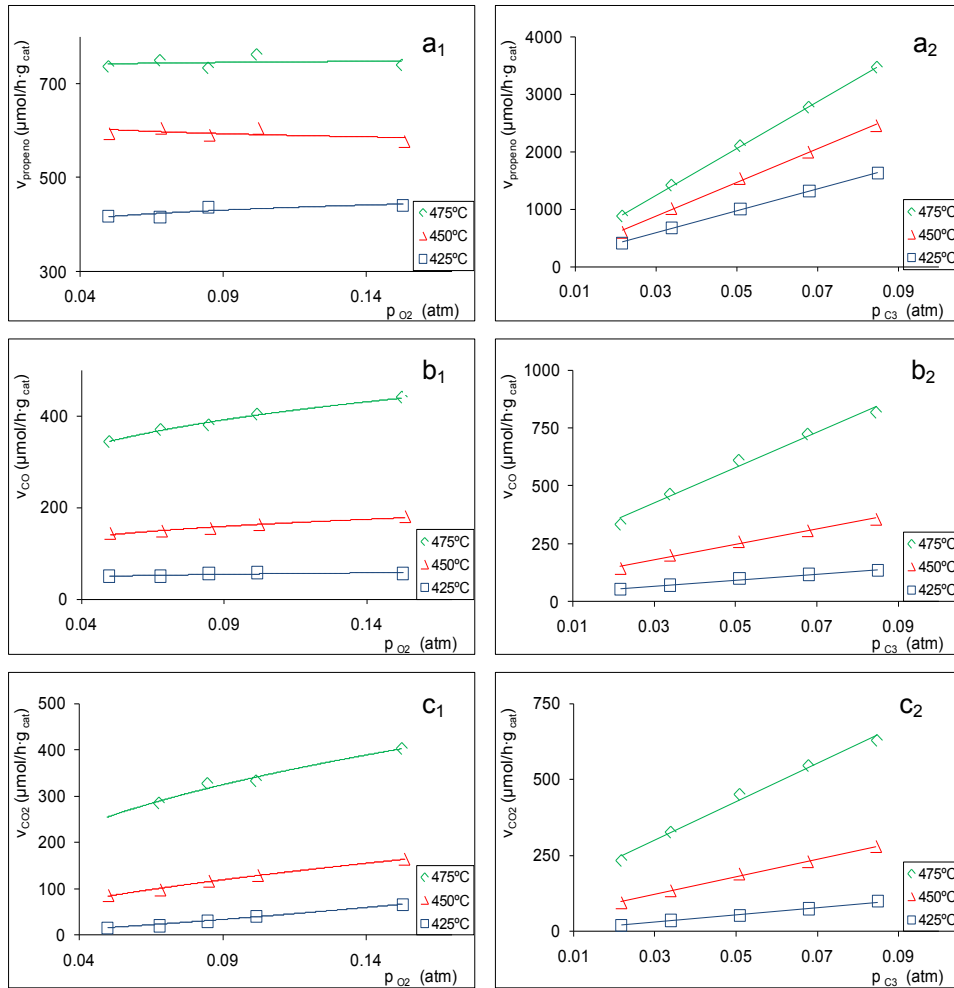 a1
v propeno (µmol/h·g cat)
700
500
300
0.04 0.09 0.14
p O2 (atm)
475ºC
450ºC
425ºC
a2
v propeno (µmol/h·g cat)
4000
3000
2000
1000
0
0.01 0.03 0.05 0.07 0.09
p C3 (atm)
475ºC
450ºC
425ºC
b1
v CO (µmol/h·g cat)
400
200
0
0.04 0.09 0.14
p O2 (atm)
475ºC
450ºC
425ºC
b2
v CO (µmol/h·g cat)
1000
750
500
250
0
0.01 0.03 0.05 0.07 0.09
p C3 (atm)
475ºC
450ºC
425ºC
c1
v CO2 (µmol/h·g cat)
500
400
300
200
100
0
0.04 0.09 0.14
p O2 (atm)
475ºC
450ºC
425ºC
c2
v CO2 (µmol/h·g cat)
750
500
250
0
0.01 0.03 0.05 0.07 0.09
p C3 (atm)
475ºC
450ºC
425ºC